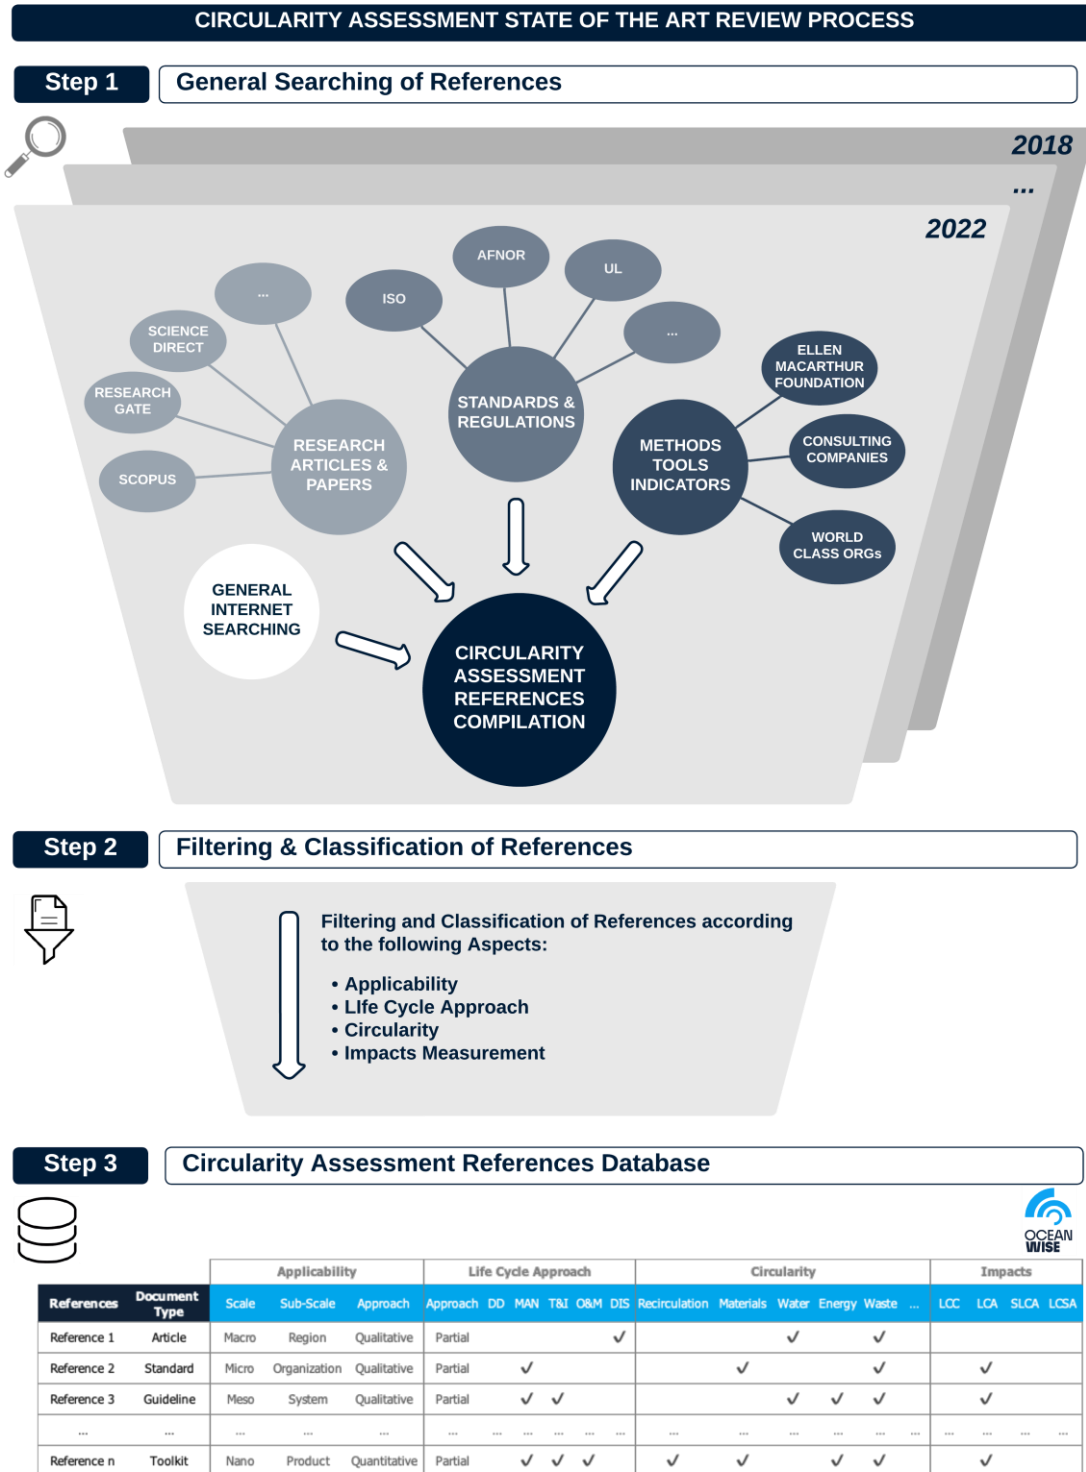 CIRCULARITY ASSESSMENT STATE OF THE ART REVIEW PROCESS
Step 1
General Searching of References
2018
...
2022
AFNOR
UL
ISO
...
...
SCIENCE
DIRECT
RESEARCH
GATE
SCOPUS
ELLEN
MACARTHUR
FOUNDATION
CONSULTING
COMPANIES
WORLD
CLASS ORGs
STANDARDS &
REGULATIONS
RESEARCH
ARTICLES &
PAPERS
METHODS
TOOLS
INDICATORS
GENERAL
INTERNET
SEARCHING
CIRCULARITY
ASSESSMENT
REFERENCES
COMPILATION
Step 2
Filtering & Classification of References
Filtering and Classification of References according
to the following Aspects:
• Applicability
• LIfe Cycle Approach
• Circularity
• Impacts Measurement
Step 3
Circularity Assessment References Database
OCEAN
WISE
Applicability Life Cycle Approach Circularity Impacts
References Document Type Scale Sub-Scale Approach Approach DD MAN T&I O&M DIS Recirculation Materials Water Energy Waste ... LCC LCA SLCA LCSA
Reference 1 Article Macro Region Qualitative Partial ✓ ✓ ✓
Reference 2 Standard Micro Organization Qualitative Partial ✓ ✓ ✓ ✓
Reference 3 Guideline Meso System Qualitative Partial ✓ ✓ ✓ ✓ ✓ ✓
... ... ... ... ... ... ... ... ... ... ... ... ... ... ... ... ... ... ... ... ...
Reference n Toolkit Nano Product Quantitative Partial ✓ ✓ ✓ ✓ ✓ ✓ ✓ ✓